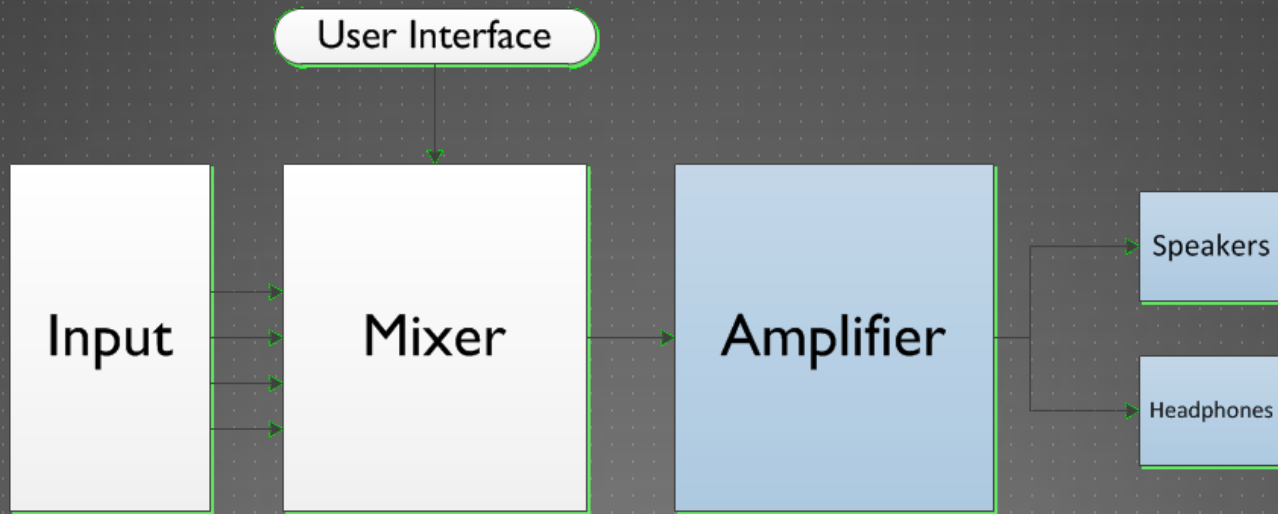 User Interface
Input
Mixer
Amplifier
Speakers
Headphones